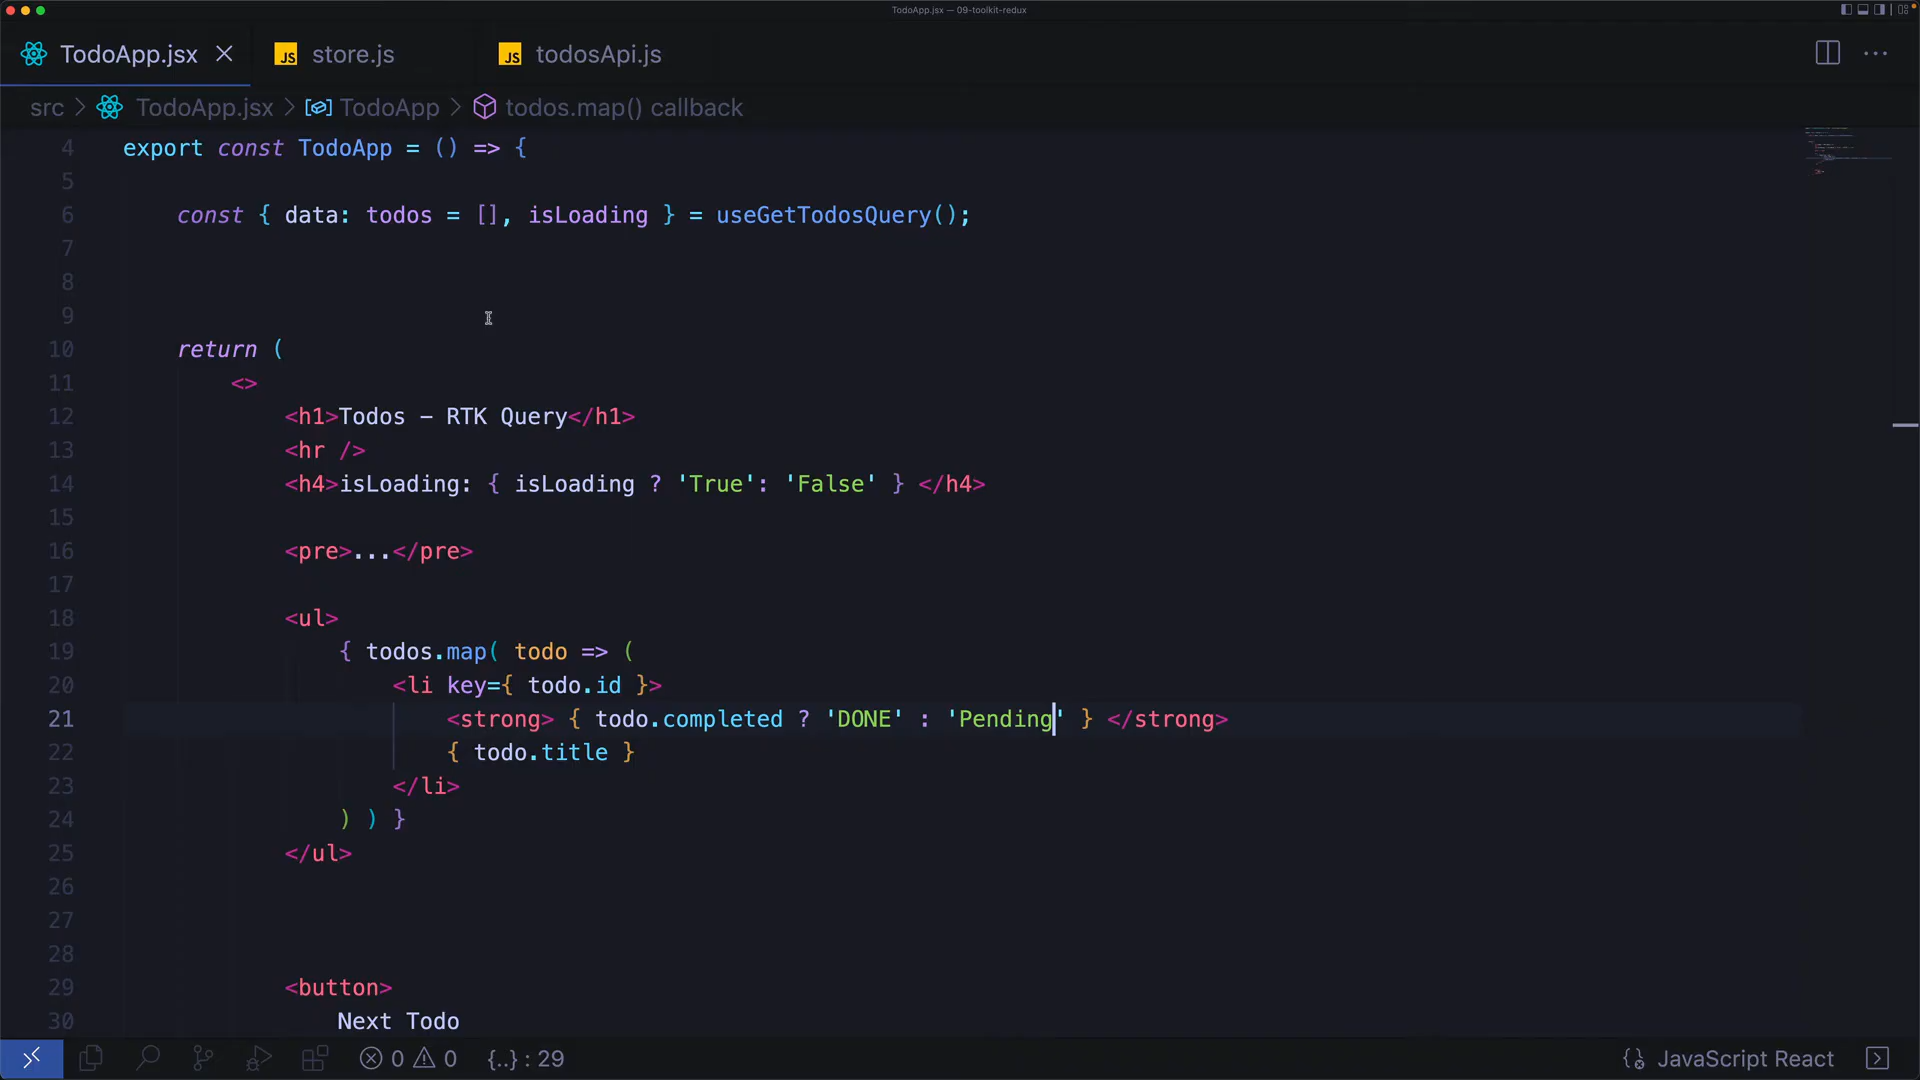 TodoApp.jsx — 09-toolkit-redux
TodoApp.jsx
JS store.js
JS todosApi.js
src > TodoApp.jsx > TodoApp > todos.map() callback
4 export const TodoApp = () => {
5
6 const { data: todos = [], isLoading } = useGetTodosQuery();
7
8
9
10 return (
11 <>
12 <h1>Todos - RTK Query</h1>
13 <hr />
14 <h4>isLoading: { isLoading ? 'True': 'False' } </h4>
15
16 <pre>...</pre>
17
18 <ul>
19 { todos.map( todo => (
20 <li key={ todo.id }>
21 <strong> { todo.completed ? 'DONE' : 'Pending' } </strong>
22 { todo.title }
23 </li>
24 ) ) }
25 </ul>
26
27
28
29 <button>
30 Next Todo
0 0 {..} : 29
JavaScript React